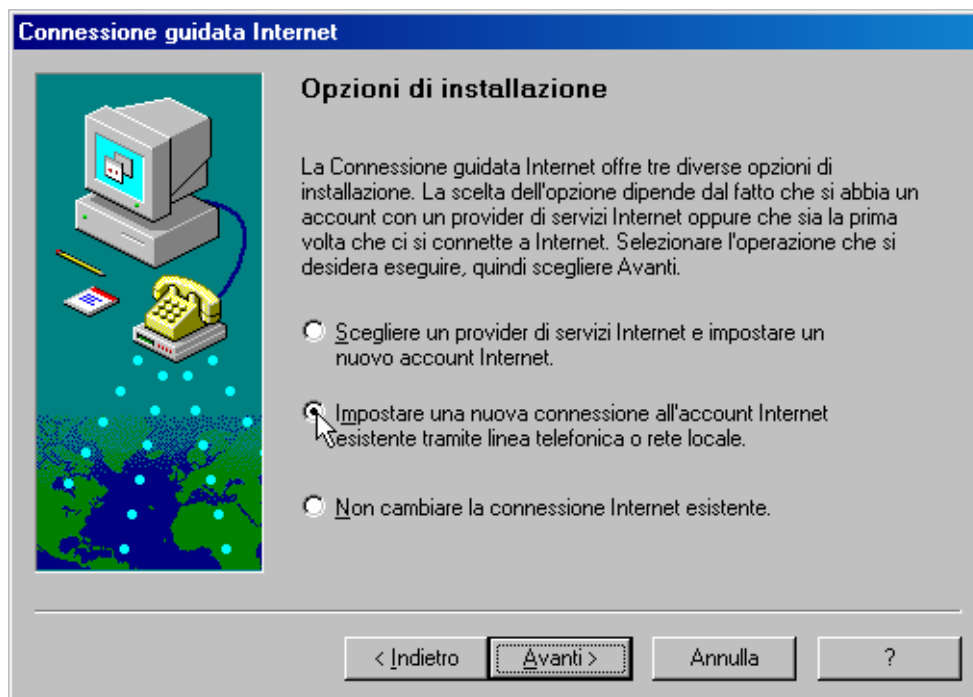 Connessione guidata Internet
Opzioni di installazione
La Connessione guidata Internet offre tre diverse opzioni di
installazione. La scelta dell'opzione dipende dal fatto che si abbia un
account con un provider di servizi Internet oppure che sia la prima
volta che ci si connette a Internet. Selezionare l'operazione che si
desidera eseguire, quindi scegliere Avanti.
Scegliere un provider di servizi Internet e impostare un
nuovo account Internet.
Impostare una nuova connessione all'account Internet
esistente tramite linea telefonica o rete locale.
Non cambiare la connessione Internet esistente.
< Indietro
Avanti >
Annulla
?